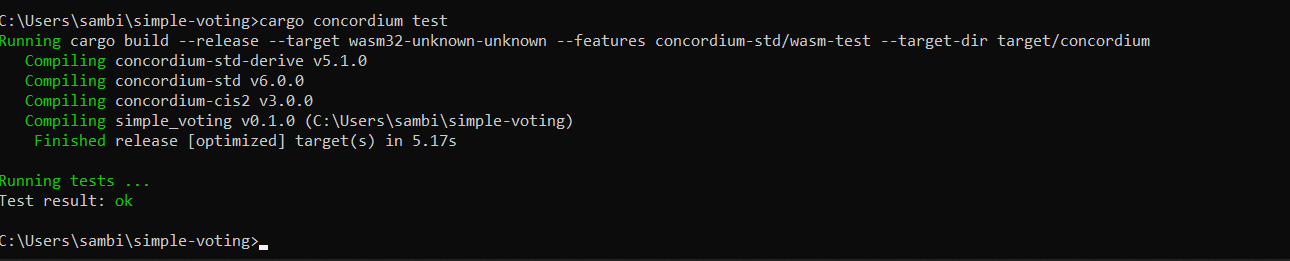 C:\Users\sambi\simple-voting>cargo concordium test
Running cargo build --release --target wasm32-unknown-unknown --features concordium-std/wasm-test --target-dir target/concordium
Compiling concordium-std-derive v5.1.0
Compiling concordium-std v6.0.0
Compiling concordium-cis2 v3.0.0
Compiling simple_voting v0.1.0 (C:\Users\sambi\simple-voting)
Finished release [optimized] target(s) in 5.17s
Running tests ...
Test result: ok
C:\Users\sambi\simple-voting>